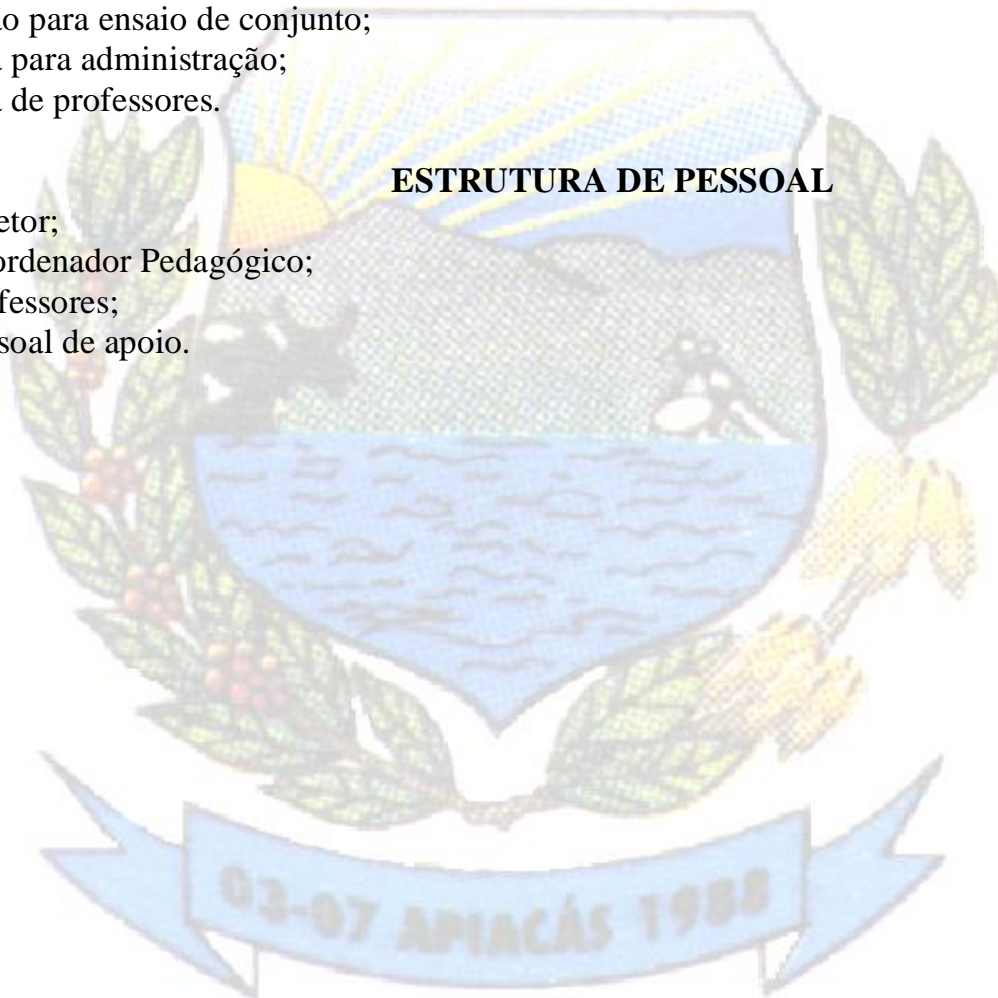 ão para ensaio de conjunto;
a para administração;
a de professores.
ESTRUTURA DE PESSOAL
etor;
ordenador Pedagógico;
fessores;
soal de apoio.
03-07 APIACÁS 1988